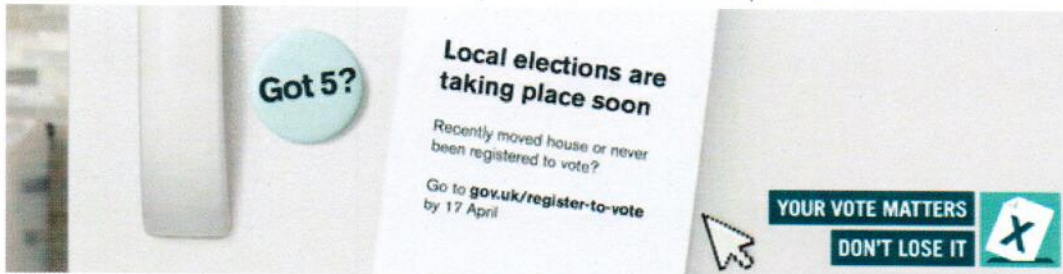 Got 5?
Local elections are
taking place soon
Recently moved house or never
been registered to vote?
Go to gov.uk/register-to-vote
by 17 April
YOUR VOTE MATTERS
DON'T LOSE IT
X